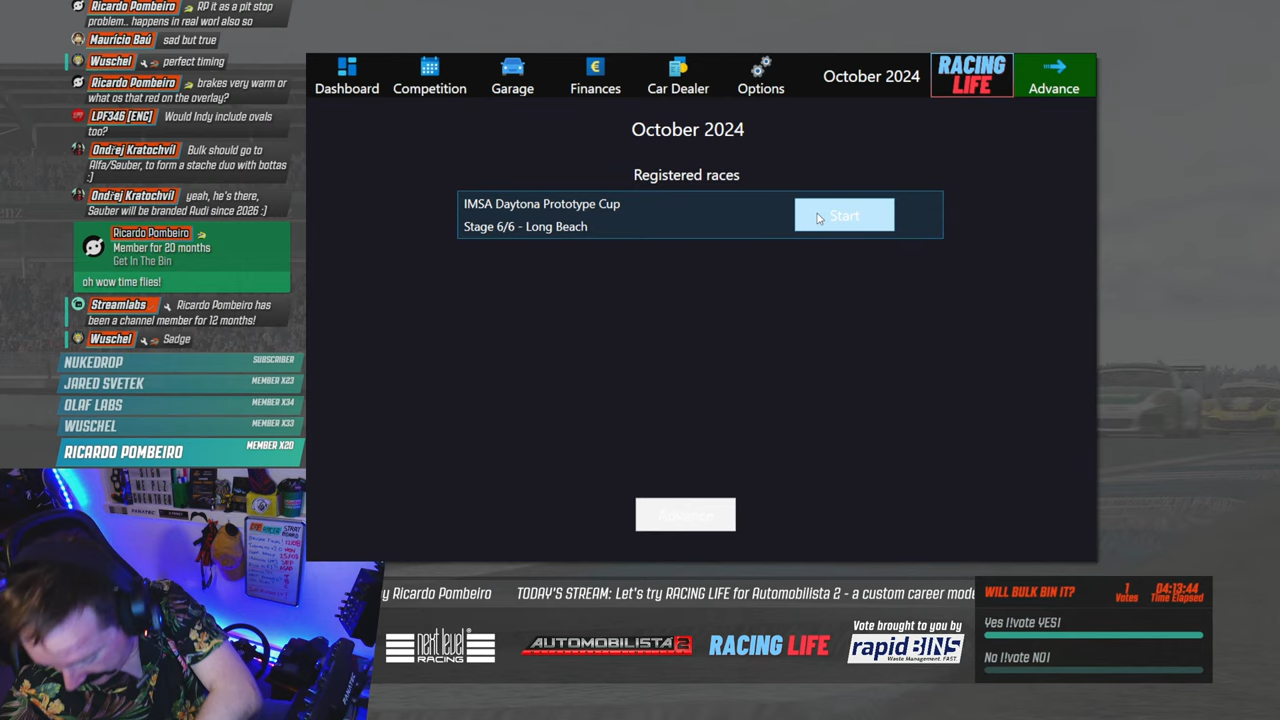 Ricardo Pombeiro RP it as a pit stop
problem.. happens in real worl also so
Maurício Baú sad but true
Wuschel perfect timing
Ricardo Pombeiro brakes very warm or
what os that red on the overlay?
LPF346 [ENG] Would Indy include ovals
too?
Ondřej Kratochvíl Bulk should go to
Alfa/Sauber, to form a stache duo with bottas
:)
Ondřej Kratochvíl yeah, he's there,
Sauber will be branded Audi since 2026 :)
Ricardo Pombeiro
Member for 20 months
Get In The Bin
oh wow time flies!
Streamlabs Ricardo Pombeiro has
been a channel member for 12 months!
Wuschel Sadge
NUKEDROP SUBSCRIBER
JARED SVETEK MEMBER X23
OLAF LABS MEMBER X34
WUSCHEL MEMBER X33
RICARDO POMBEIRO MEMBER X20
Dashboard Competition Garage Finances Car Dealer Options October 2024 RACING LIFE Advance
October 2024
Registered races
IMSA Daytona Prototype Cup
Stage 6/6 - Long Beach
Start
Advance
y Ricardo Pombeiro TODAY'S STREAM: Let's try RACING LIFE for Automobilista 2 - a custom career mode
next level RACING AUTOMOBILISTA 2 RACING LIFE
Vote brought to you by
rapidBINS
Waste Management. FAST.
WILL BULK BIN IT? 1 Votes 04:13:44 Time Elapsed
Yes !!vote YES!
No !!vote NO!
FANATEC